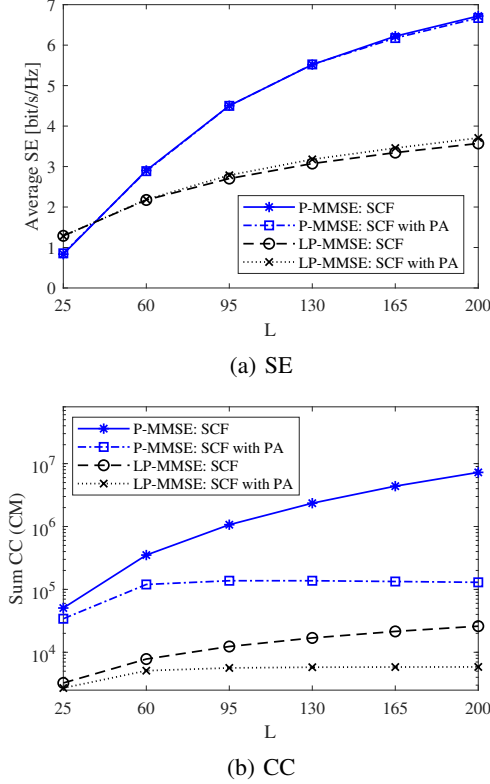 7
6
5
4
3
2
1
0
Average SE [bit/s/Hz]
P-MMSE: SCF
P-MMSE: SCF with PA
LP-MMSE: SCF
LP-MMSE: SCF with PA
25 60 95 130 165 200
L
(a) SE
P-MMSE: SCF
P-MMSE: SCF with PA
LP-MMSE: SCF
LP-MMSE: SCF with PA
10^7
10^6
10^5
10^4
Sum CC (CM)
25 60 95 130 165 200
L
(b) CC